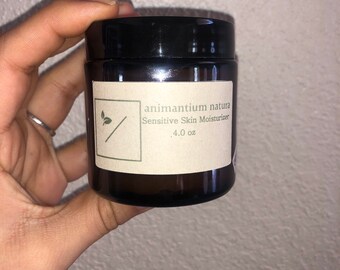 animantium natura
Sensitive Skin Moisturizer
4.0 oz